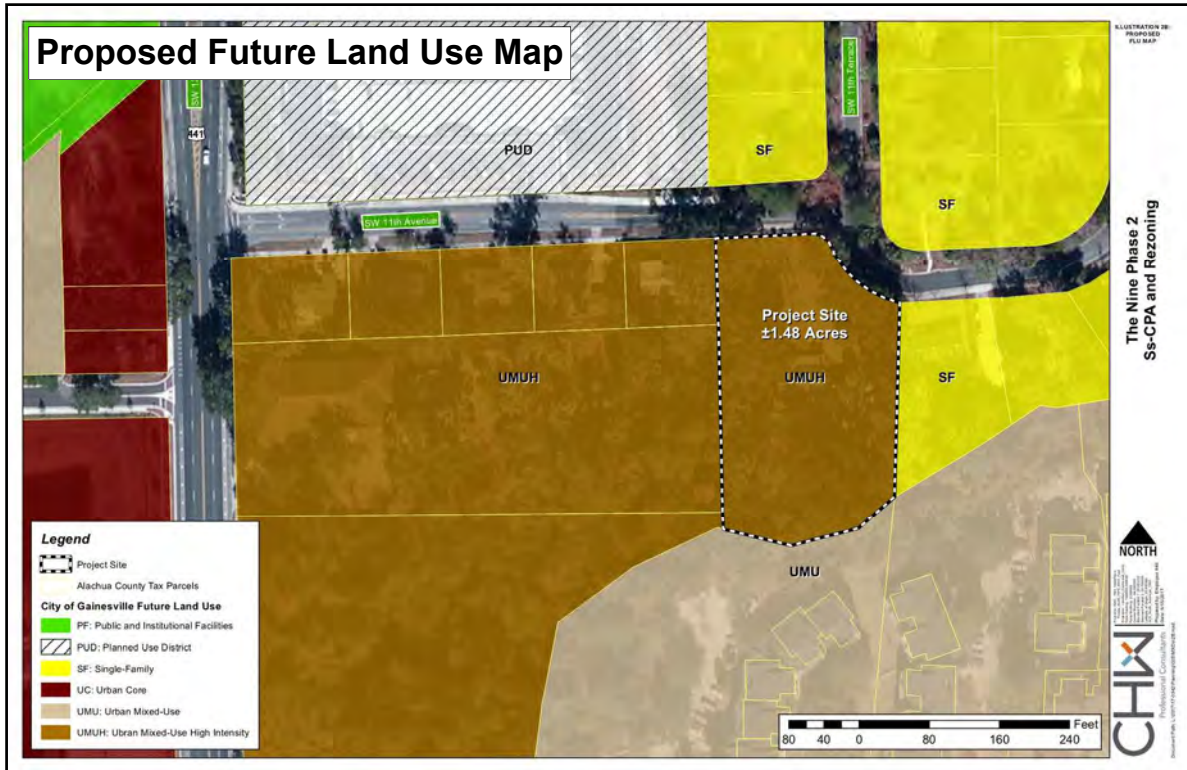 Proposed Future Land Use Map
ILLUSTRATION 3B:
PROPOSED
FLU MAP
SW 11th Terrace
441
PUD
SF
SF
SW 11th Avenue
Project Site
±1.48 Acres
UMUH
UMUH
SF
UMU
The Nine Phase 2
Ss-CPA and Rezoning
Legend
Project Site
Alachua County Tax Parcels
City of Gainesville Future Land Use
PF: Public and Institutional Facilities
PUD: Planned Use District
SF: Single-Family
UC: Urban Core
UMU: Urban Mixed-Use
UMUH: Ubran Mixed-Use High Intensity
Feet
80 40 0 80 160 240
NORTH
CHW
Professional Consultants